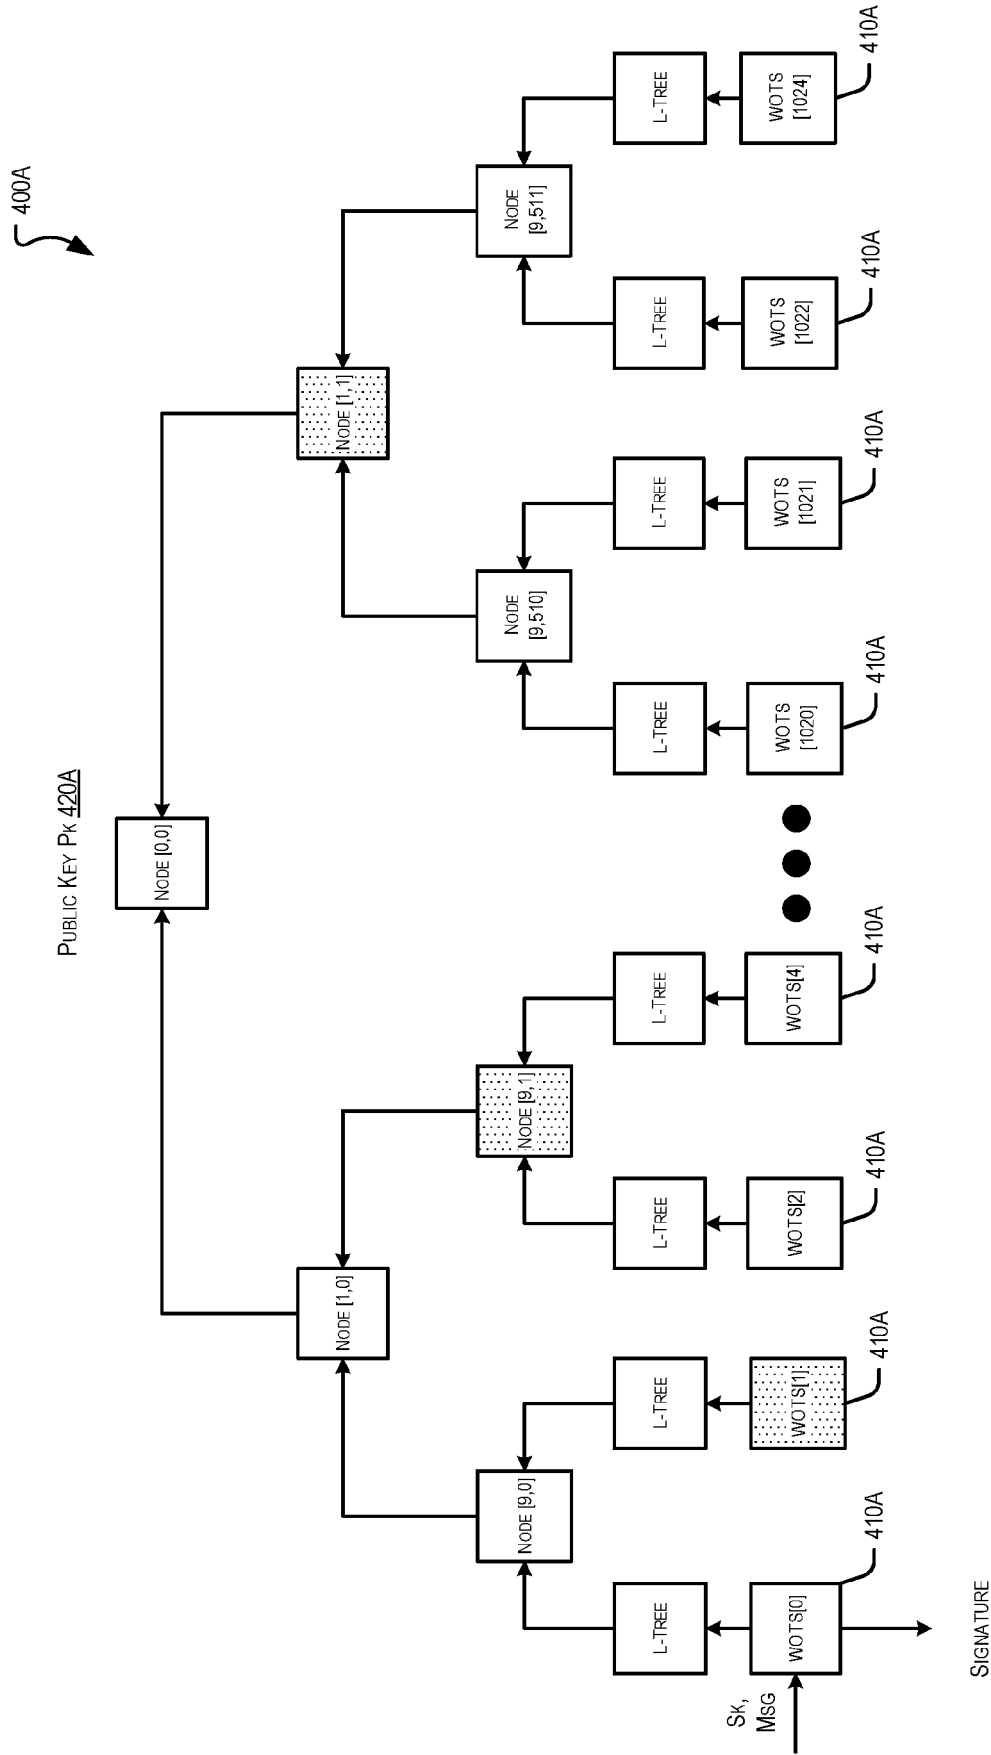 400A
PUBLIC KEY PK 420A
NODE [0,0]
NODE [1,0]
NODE [1,1]
NODE [9,0]
NODE [9,1]
NODE
[9,510]
NODE
[9,511]
L-TREE
L-TREE
L-TREE
L-TREE
L-TREE
L-TREE
L-TREE
L-TREE
SK,
MSG
WOTS[0]
WOTS[1]
WOTS[2]
WOTS[4]
WOTS
[1020]
WOTS
[1021]
WOTS
[1022]
WOTS
[1024]
410A
410A
410A
410A
410A
410A
410A
410A
SIGNATURE